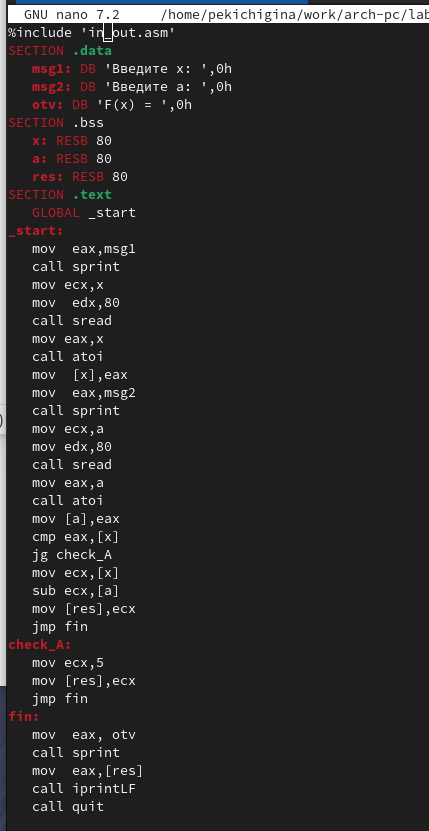 GNU nano 7.2 /home/pekichigina/work/arch-pc/lab
%include 'in_out.asm'
SECTION .data
msg1: DB 'Введите x: ',0h
msg2: DB 'Введите a: ',0h
otv: DB 'F(x) = ',0h
SECTION .bss
x: RESB 80
a: RESB 80
res: RESB 80
SECTION .text
GLOBAL _start
_start:
mov  eax,msg1
call sprint
mov ecx,x
mov  edx,80
call sread
mov eax,x
call atoi
mov  [x],eax
mov  eax,msg2
call sprint
mov ecx,a
mov edx,80
call sread
mov eax,a
call atoi
mov [a],eax
cmp eax,[x]
jg check_A
mov ecx,[x]
sub ecx,[a]
mov [res],ecx
jmp fin
check_A:
mov ecx,5
mov [res],ecx
jmp fin
fin:
mov  eax, otv
call sprint
mov  eax,[res]
call iprintLF
call quit